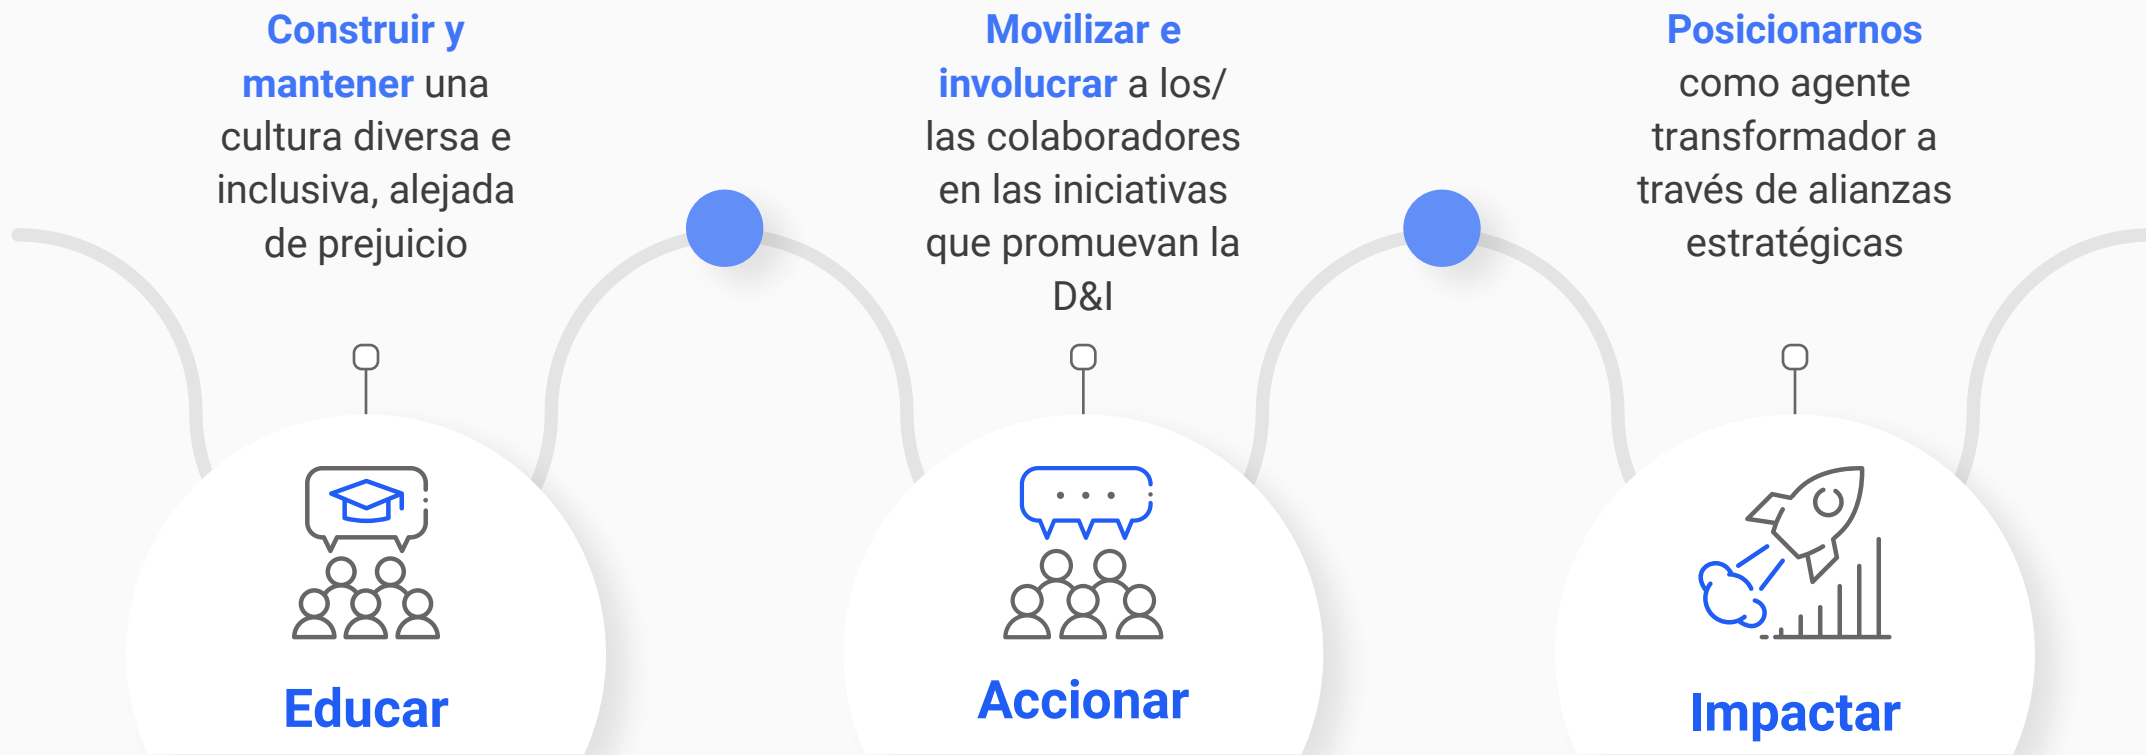 Construir y
mantener una
cultura diversa e
inclusiva, alejada
de prejuicio
Educar
Movilizar e
involucrar a los/
las colaboradores
en las iniciativas
que promuevan la
D&I
Accionar
Posicionarnos
como agente
transformador a
través de alianzas
estratégicas
Impactar